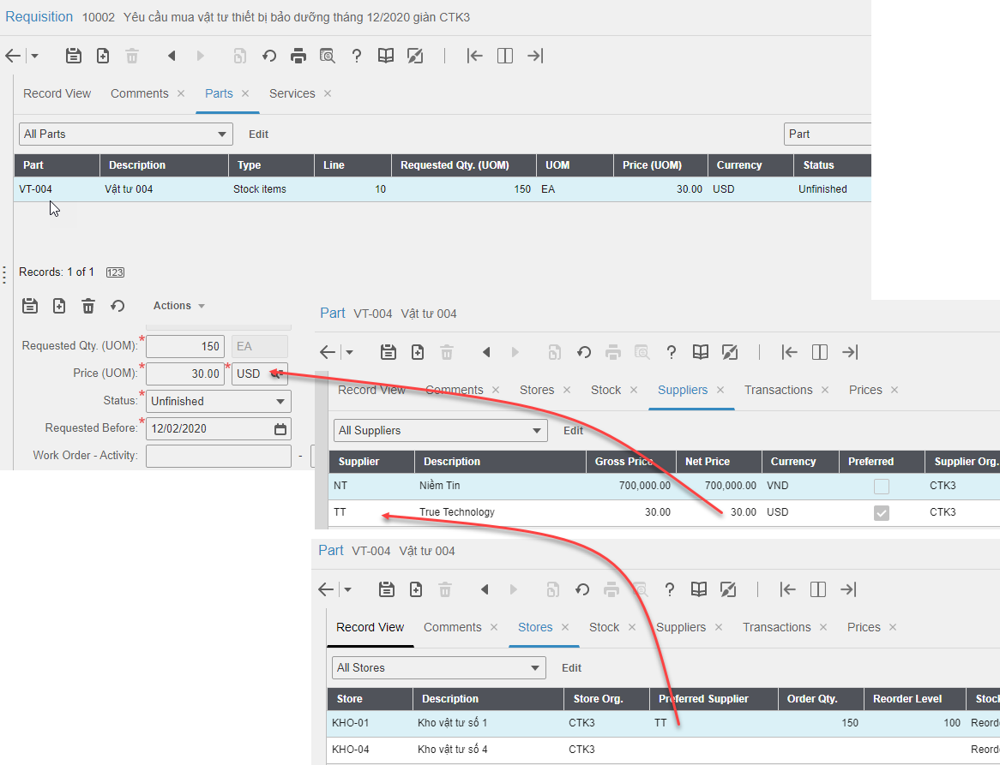 Requisition 10002 Yêu cầu mua vật tư thiết bị bảo dưỡng tháng 12/2020 giàn CTK3
Record View Comments Parts Services
All Parts Edit Part
Part Description Type Line Requested Qty. (UOM) UOM Price (UOM) Currency Status
VT-004 Vật tư 004 Stock items 10 150 EA 30.00 USD Unfinished
Records: 1 of 1 123
Actions
Requested Qty. (UOM): * 150 EA
Price (UOM): * 30.00 * USD
Status: * Unfinished
Requested Before: * 12/02/2020
Work Order - Activity: -
Part VT-004 Vật tư 004
Record View Comments Stores Stock Suppliers Transactions Prices
All Suppliers Edit
Supplier Description Gross Price Net Price Currency Preferred Supplier Org.
NT Niềm Tin 700,000.00 700,000.00 VND CTK3
TT True Technology 30.00 30.00 USD CTK3
Part VT-004 Vật tư 004
Record View Comments Stores Stock Suppliers Transactions Prices
All Stores Edit
Store Description Store Org. Preferred Supplier Order Qty. Reorder Level Stock
KHO-01 Kho vật tư số 1 CTK3 TT 150 100 Reord
KHO-04 Kho vật tư số 4 CTK3 Reord